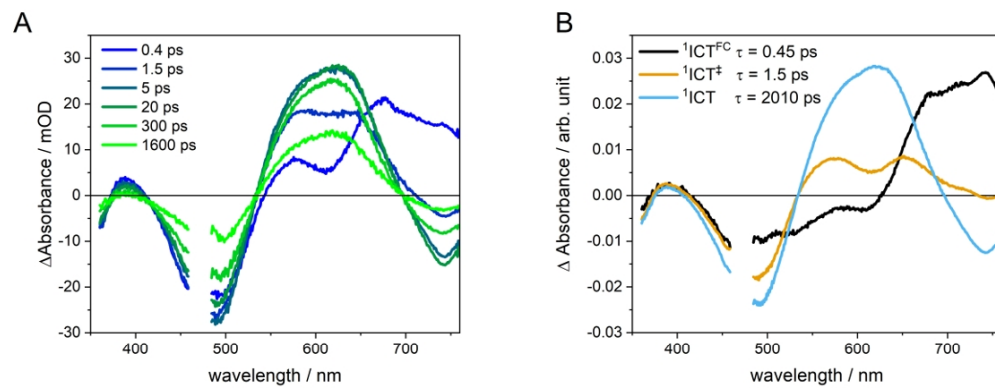 A
ΔAbsorbance / mOD
30
20
10
0
-10
-20
-30
0.4 ps
1.5 ps
5 ps
20 ps
300 ps
1600 ps
400 500 600 700
wavelength / nm
B
Δ Absorbance / arb. unit
0.03
0.02
0.01
0.00
-0.01
-0.02
-0.03
¹ICTᶠᶜ τ = 0.45 ps
¹ICT‡ τ = 1.5 ps
¹ICT τ = 2010 ps
400 500 600 700
wavelength / nm